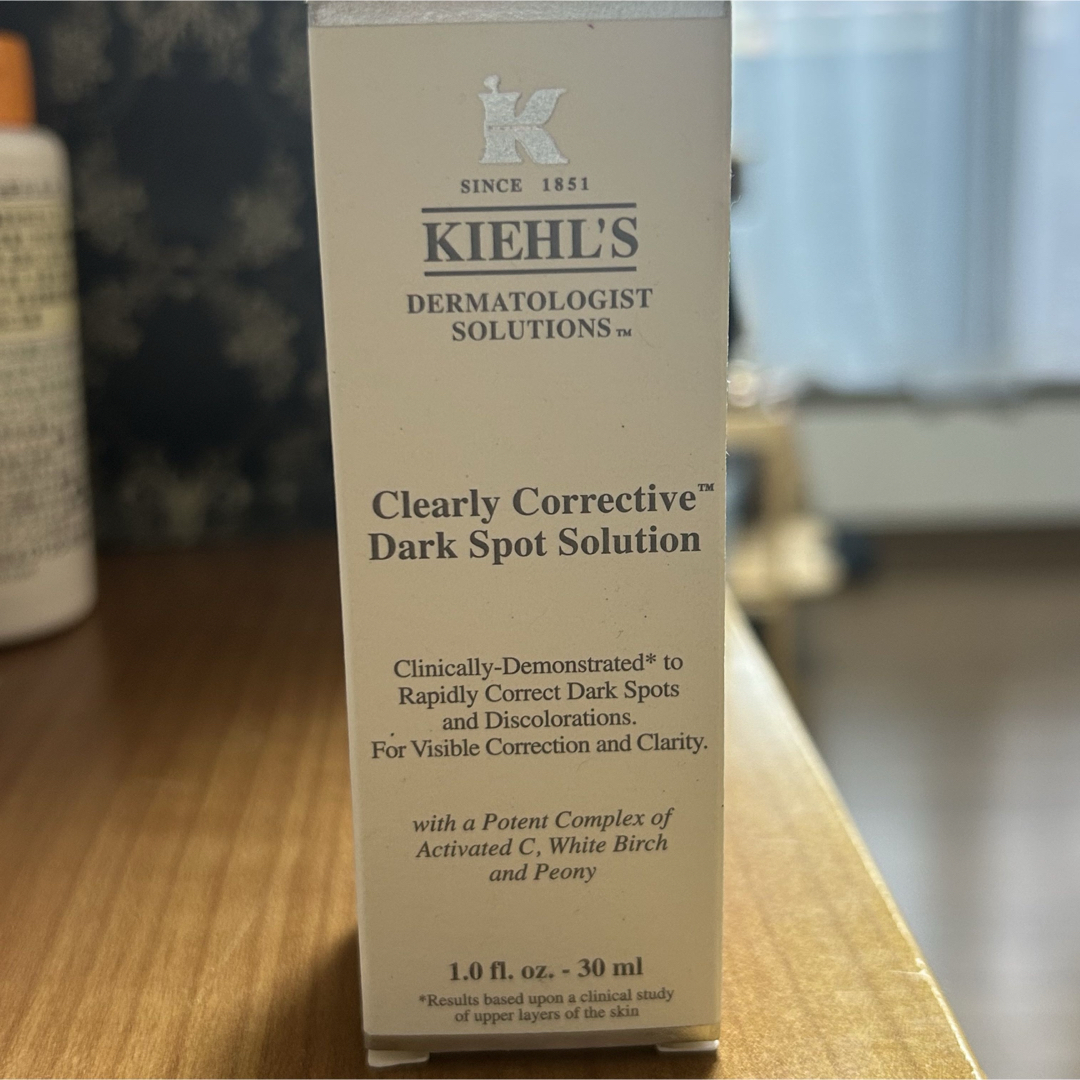 K
SINCE 1851
KIEHL'S
DERMATOLOGIST
SOLUTIONS™
Clearly Corrective™
Dark Spot Solution
Clinically-Demonstrated* to
Rapidly Correct Dark Spots
and Discolorations.
For Visible Correction and Clarity.
with a Potent Complex of
Activated C, White Birch
and Peony
1.0 fl. oz. - 30 ml
*Results based upon a clinical study
of upper layers of the skin